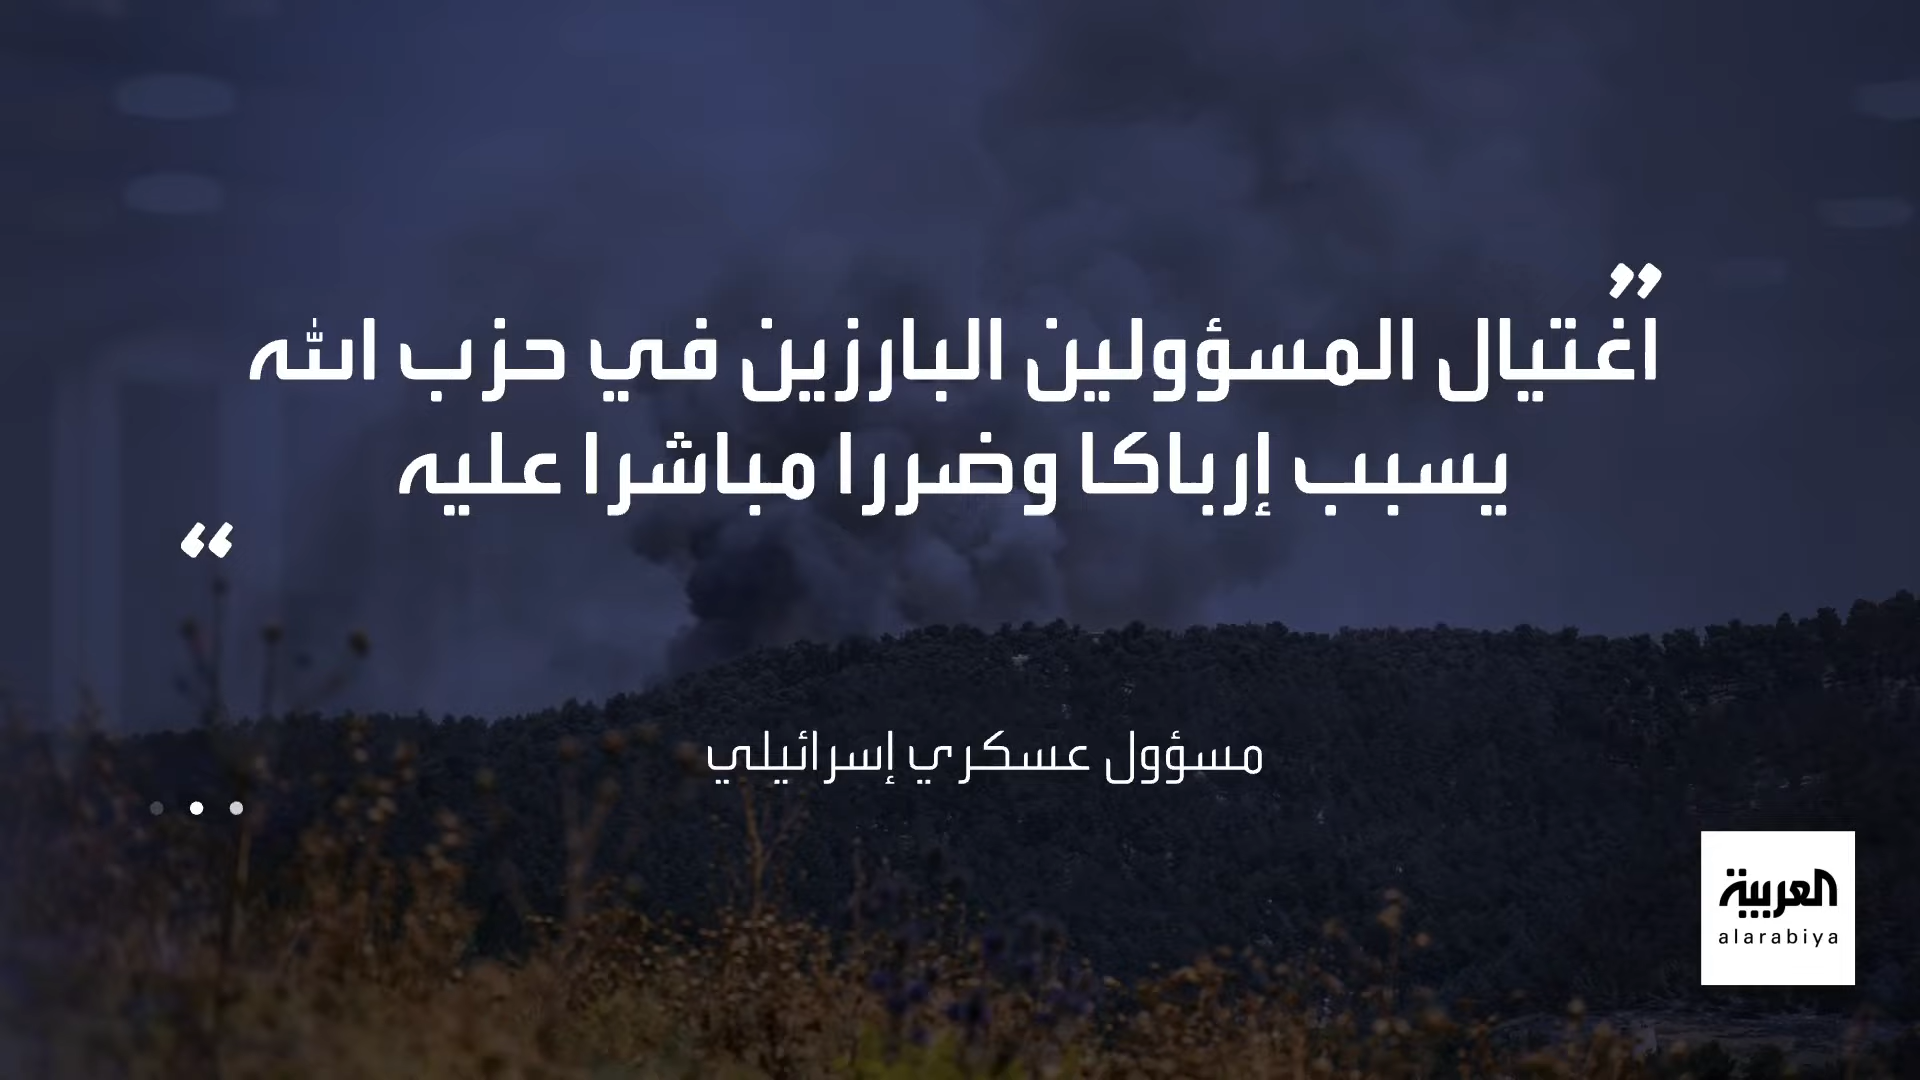 ”
اغتيال المسؤولين البارزين في حزب الله
يسبب إرباكا وضررا مباشرا عليه
“
مسؤول عسكري إسرائيلي
العربية
alarabiya